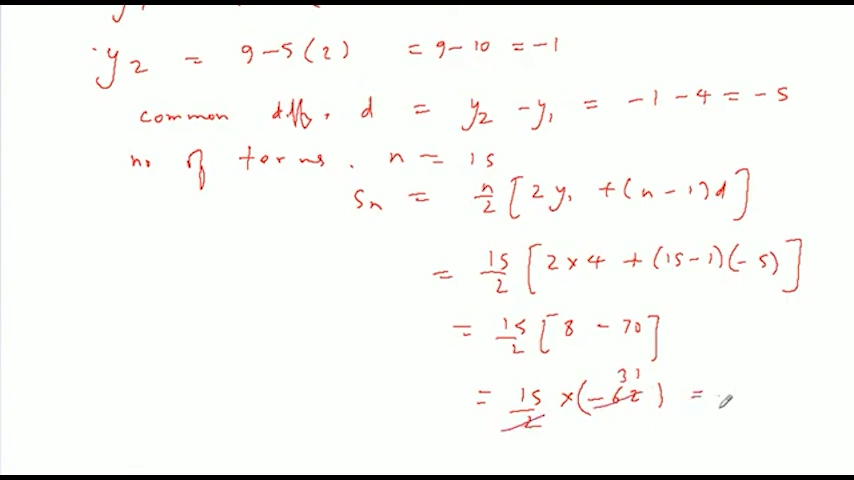 y₂ = 9-5(2) = 9-10 = -1
common diff. d = y₂ - y₁ = -1-4 = -5
no of terms. n = 15
Sₙ = n/2 [2y₁ + (n-1)d]
= 15/2 [2×4 + (15-1)(-5)]
= 15/2 [8 - 70]
31
= 15/2 × (-62) =